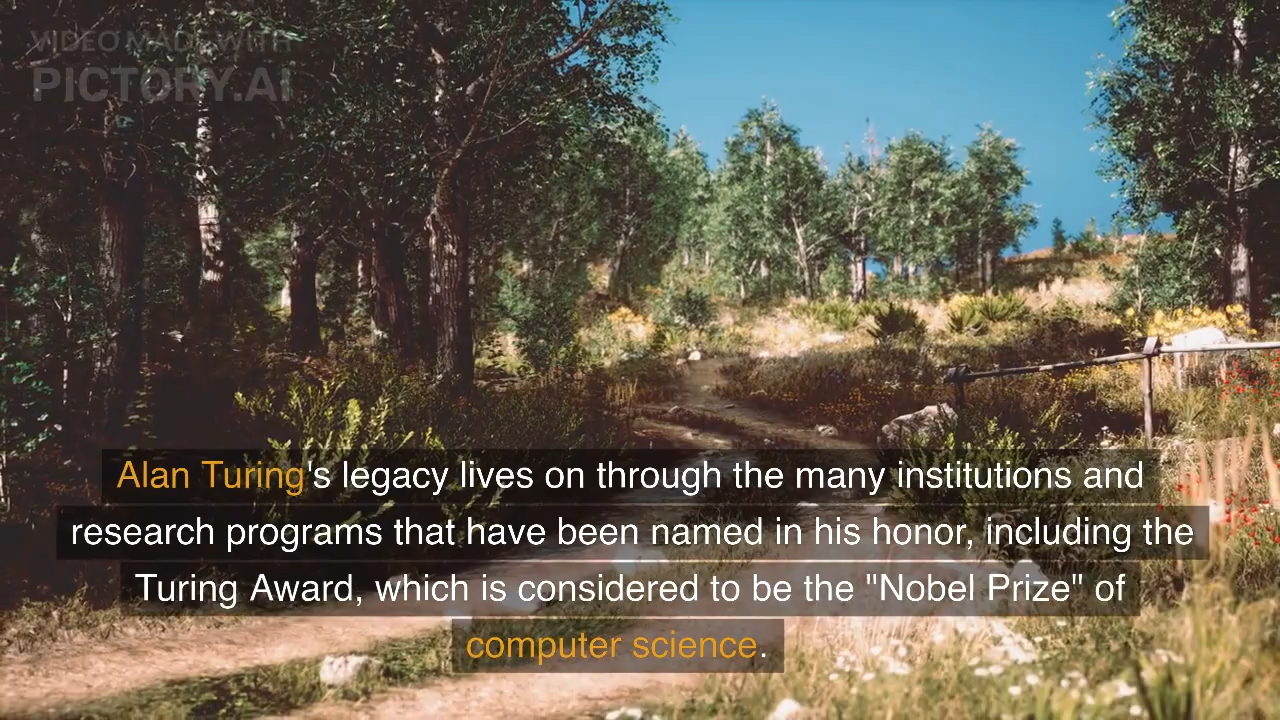 VIDEO MADE WITH
PICTORY.AI
Alan Turing's legacy lives on through the many institutions and
research programs that have been named in his honor, including the
Turing Award, which is considered to be the "Nobel Prize" of
computer science.